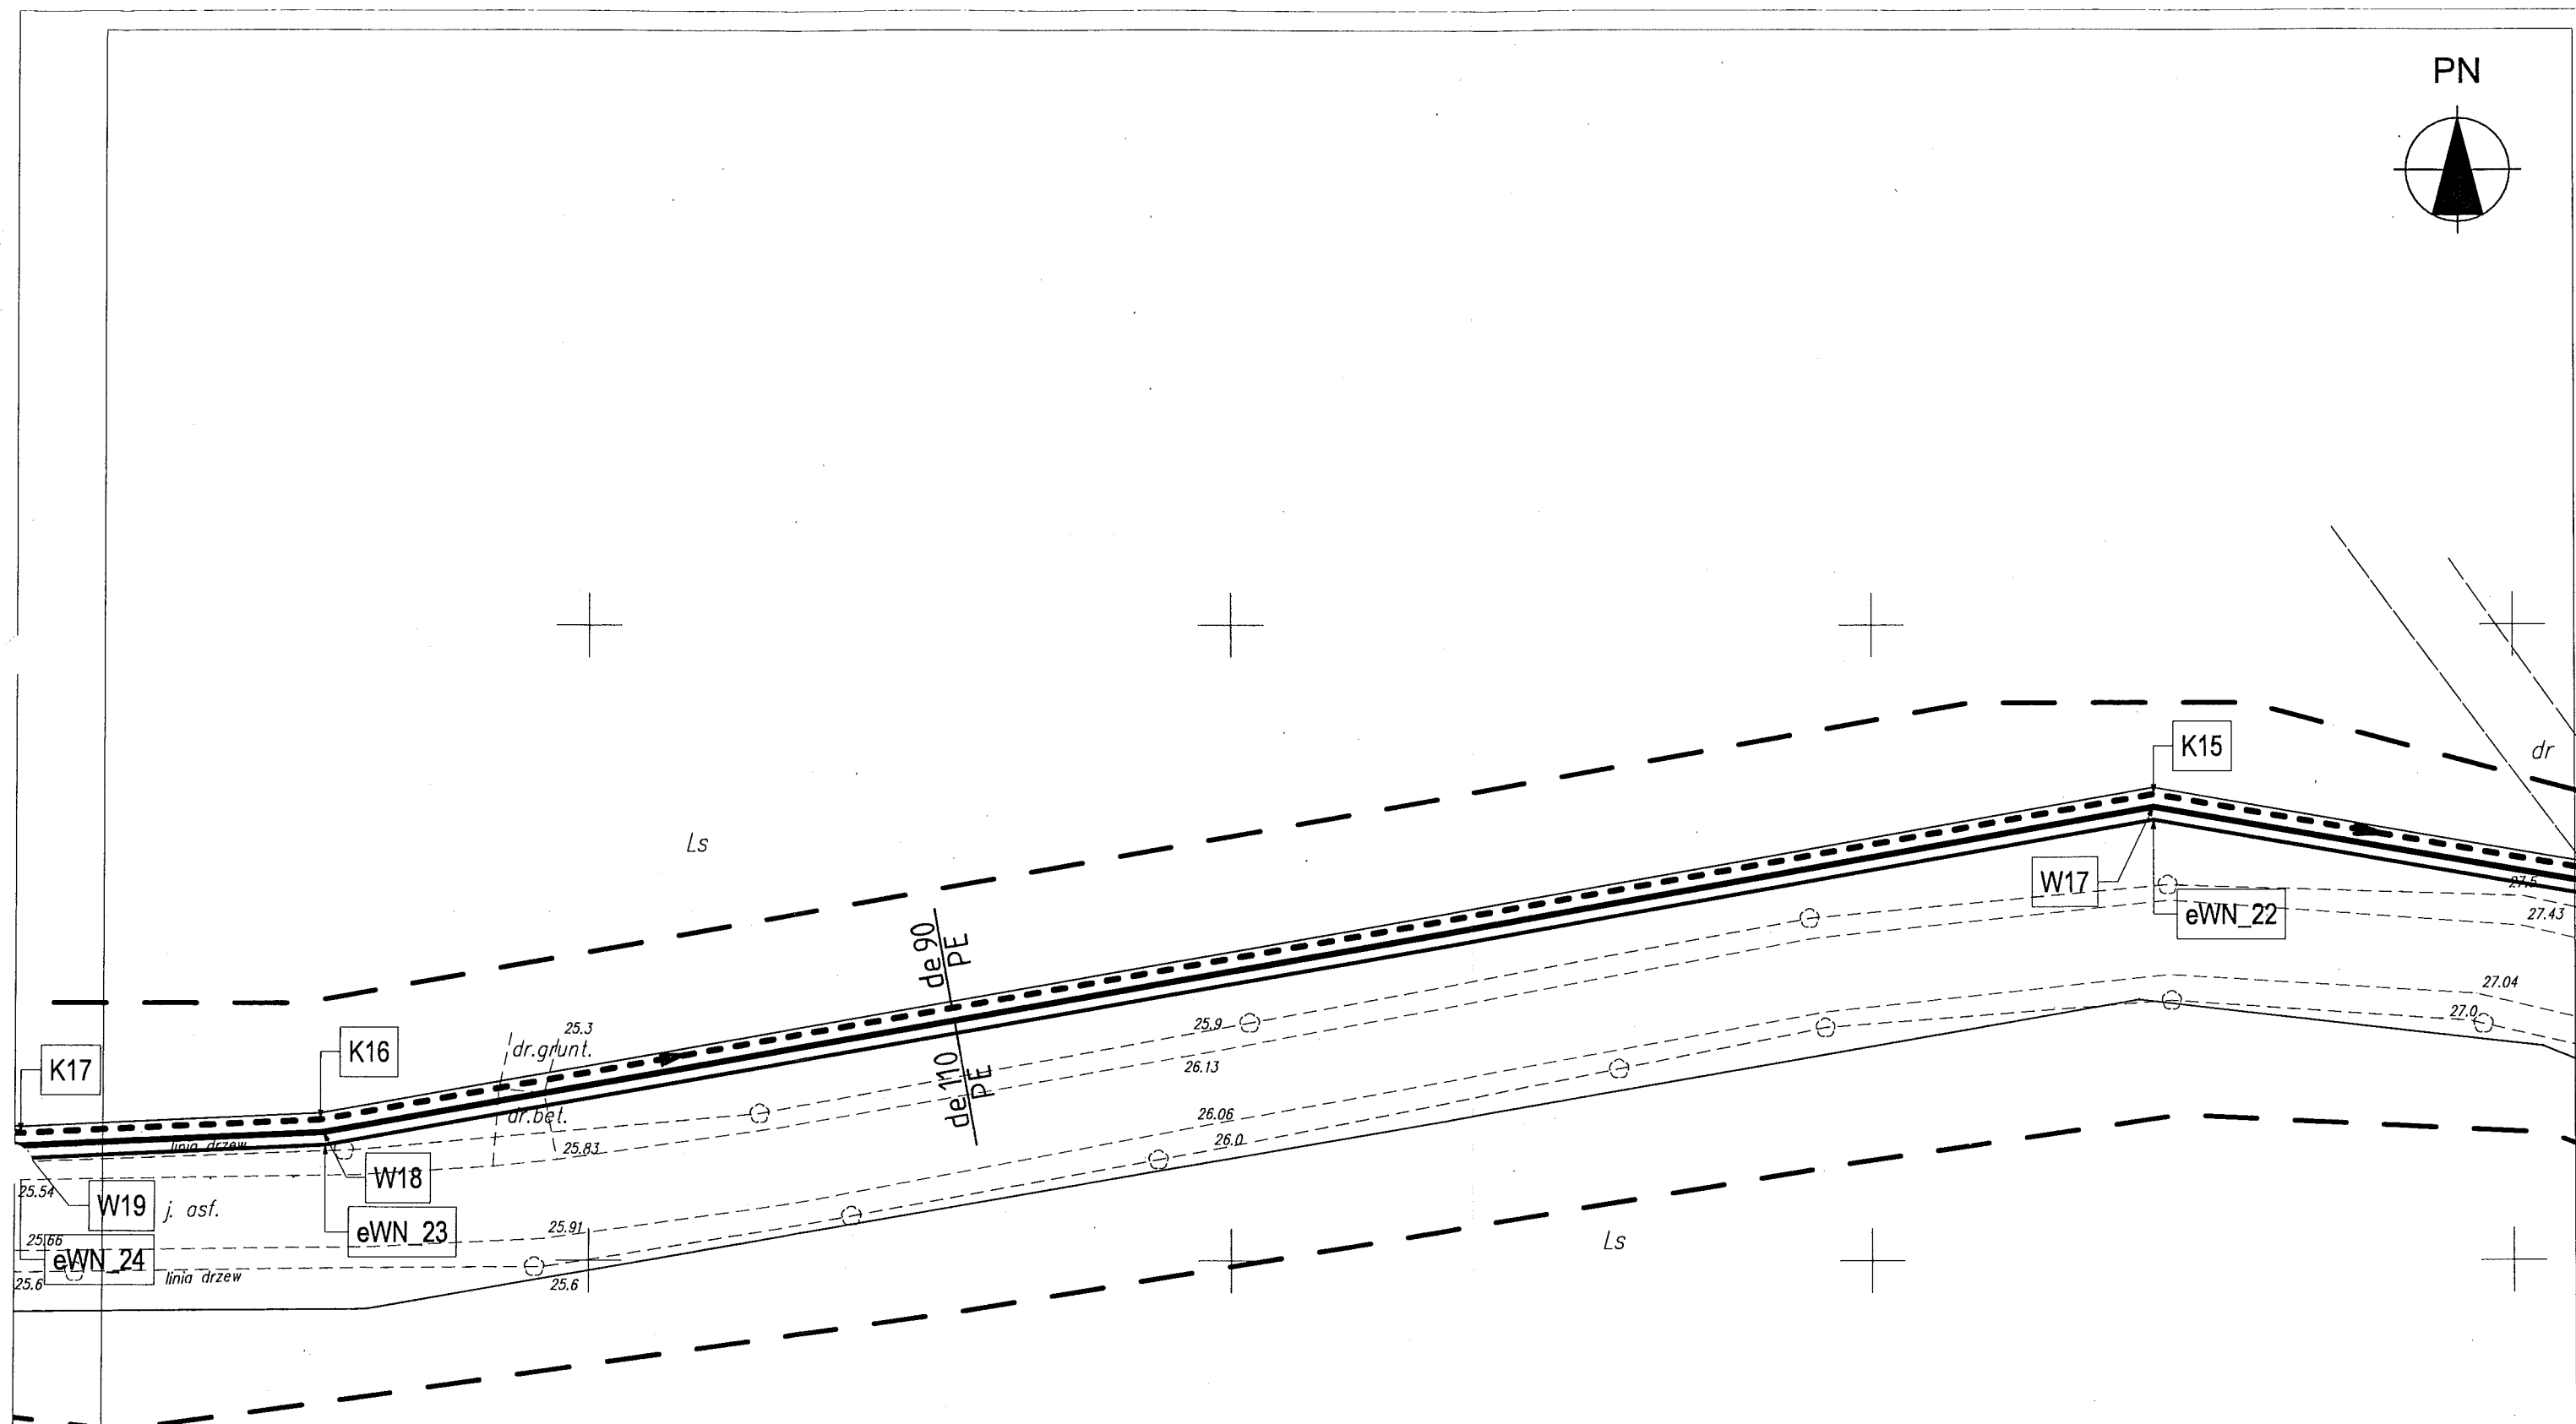 PN
dr
K15
Ls
W17
27.5
27.43
eWN_22
de 90
PE
27.04
27.0
25.3
dr.grunt.
25.9
K16
K17
26.13
de 110
PE
dr.bet.
26.06
26.0
linia drzew
25.83
W18
25.54
W19
j. asf.
25.91
eWN_23
25.66
eWN_24
Ls
linia drzew
25.6
25.6